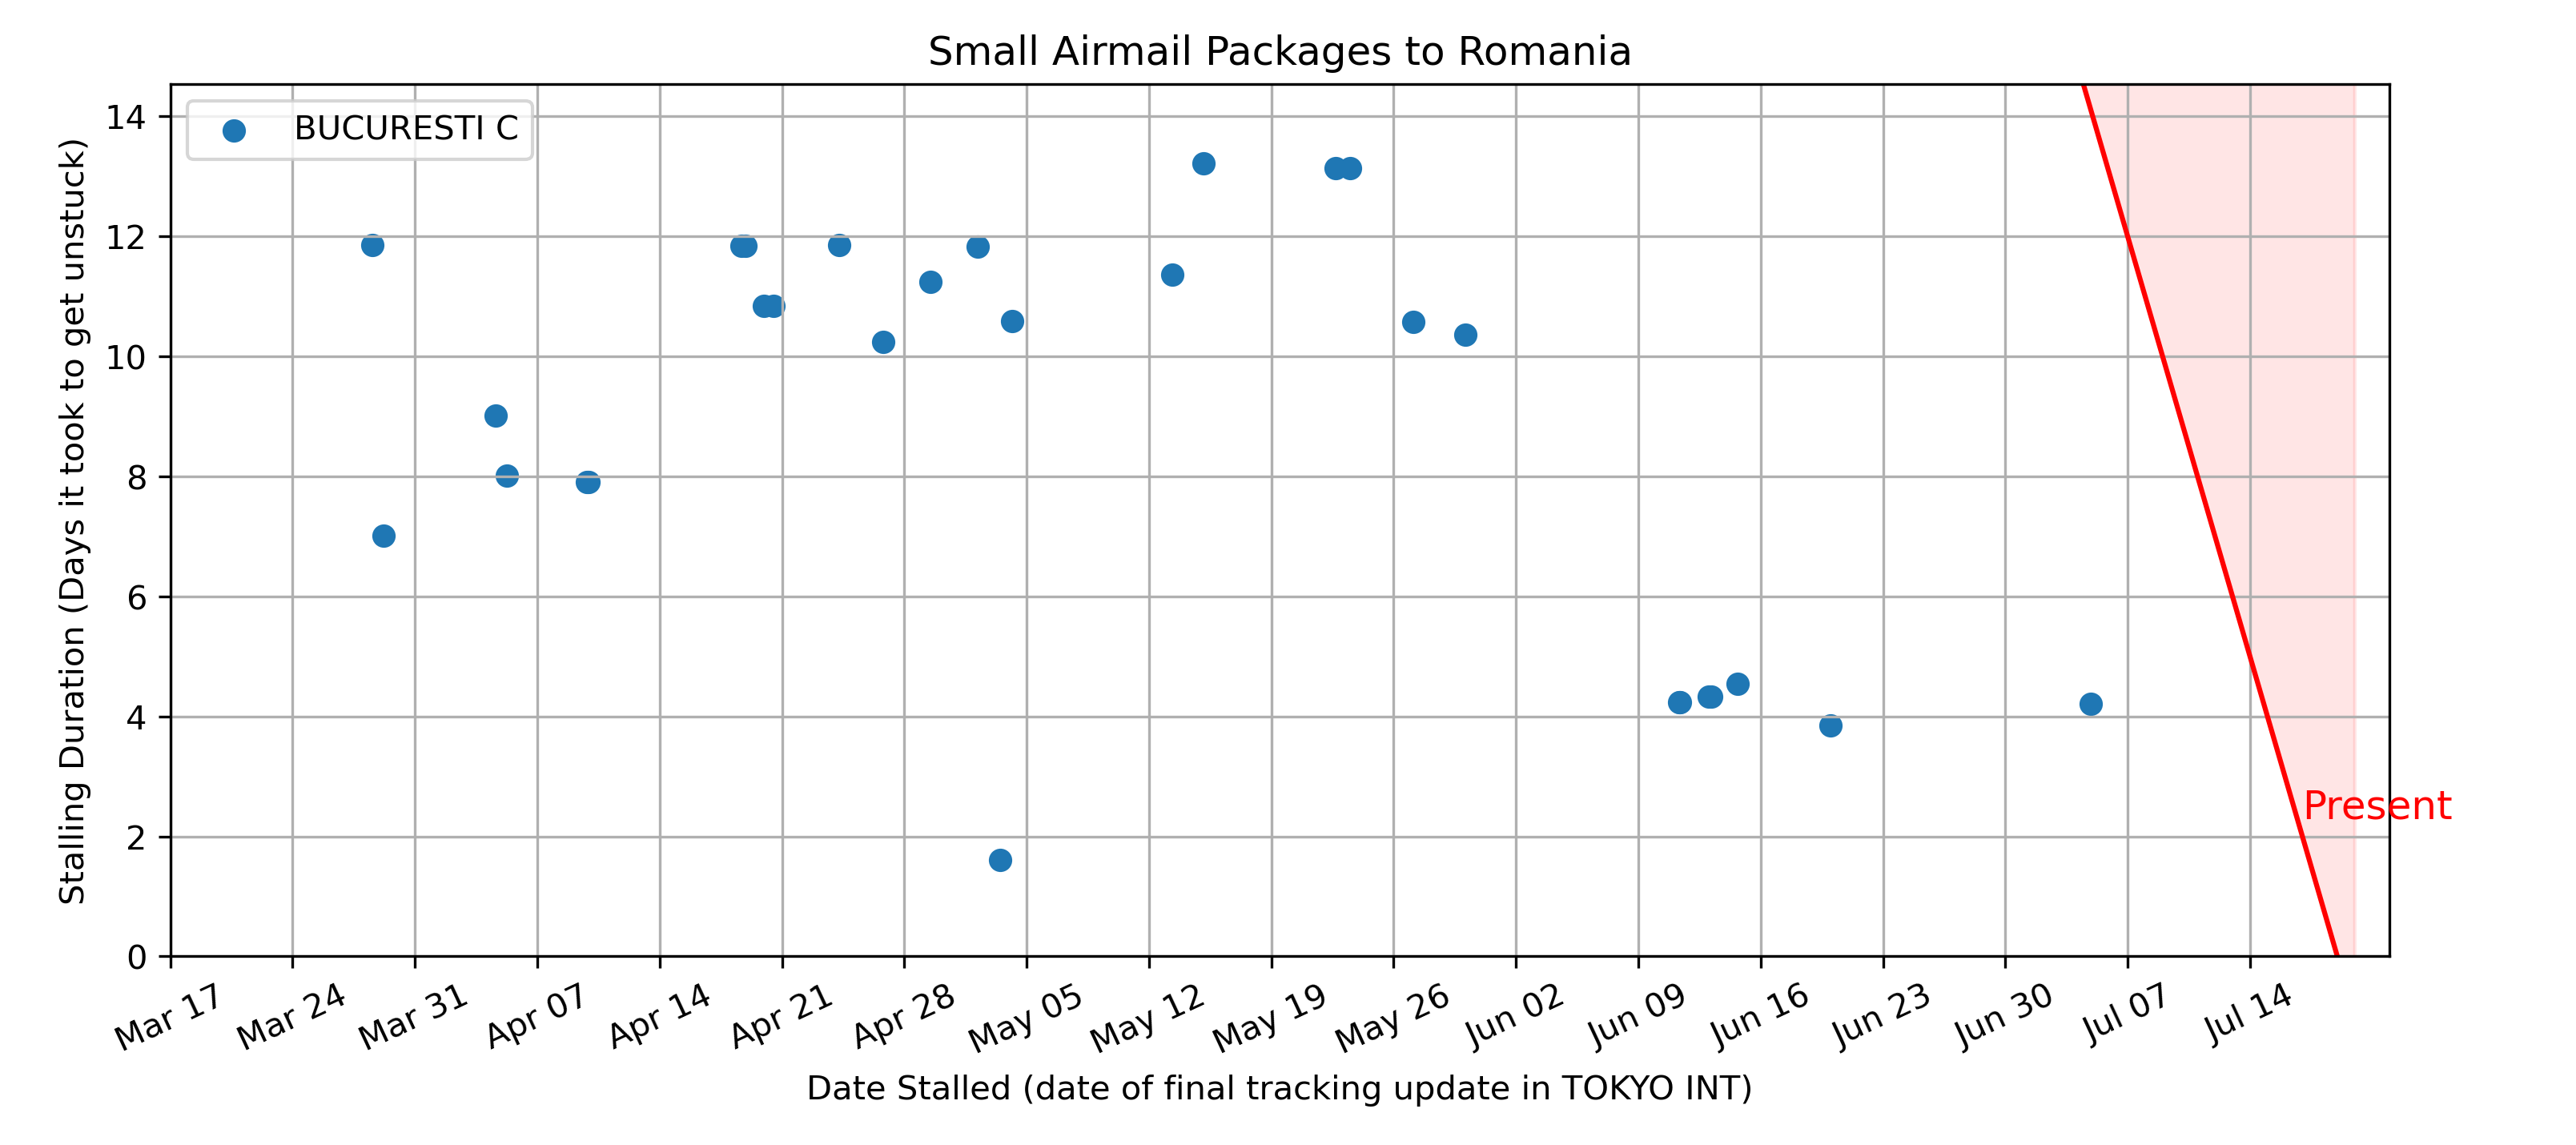 Small Airmail Packages to Romania
BUCURESTI C
Stalling Duration (Days it took to get unstuck)
14
12
10
8
6
4
2
0
Present
Mar 17
Mar 24
Mar 31
Apr 07
Apr 14
Apr 21
Apr 28
May 05
May 12
May 19
May 26
Jun 02
Jun 09
Jun 16
Jun 23
Jun 30
Jul 07
Jul 14
Date Stalled (date of final tracking update in TOKYO INT)